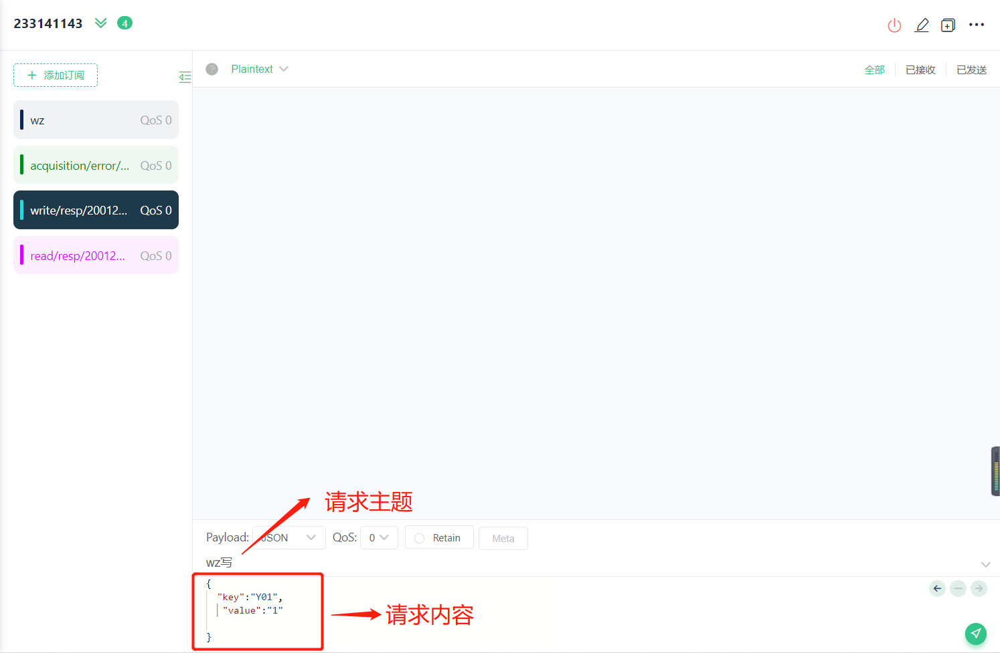 233141143 4
添加订阅
Plaintext
全部 已接收 已发送
wz QoS 0
acquisition/error/... QoS 0
write/resp/20012... QoS 0
read/resp/20012... QoS 0
请求主题
Payload: JSON QoS: 0 Retain Meta
wz写
{
"key":"Y01",
"value":"1"
}
请求内容